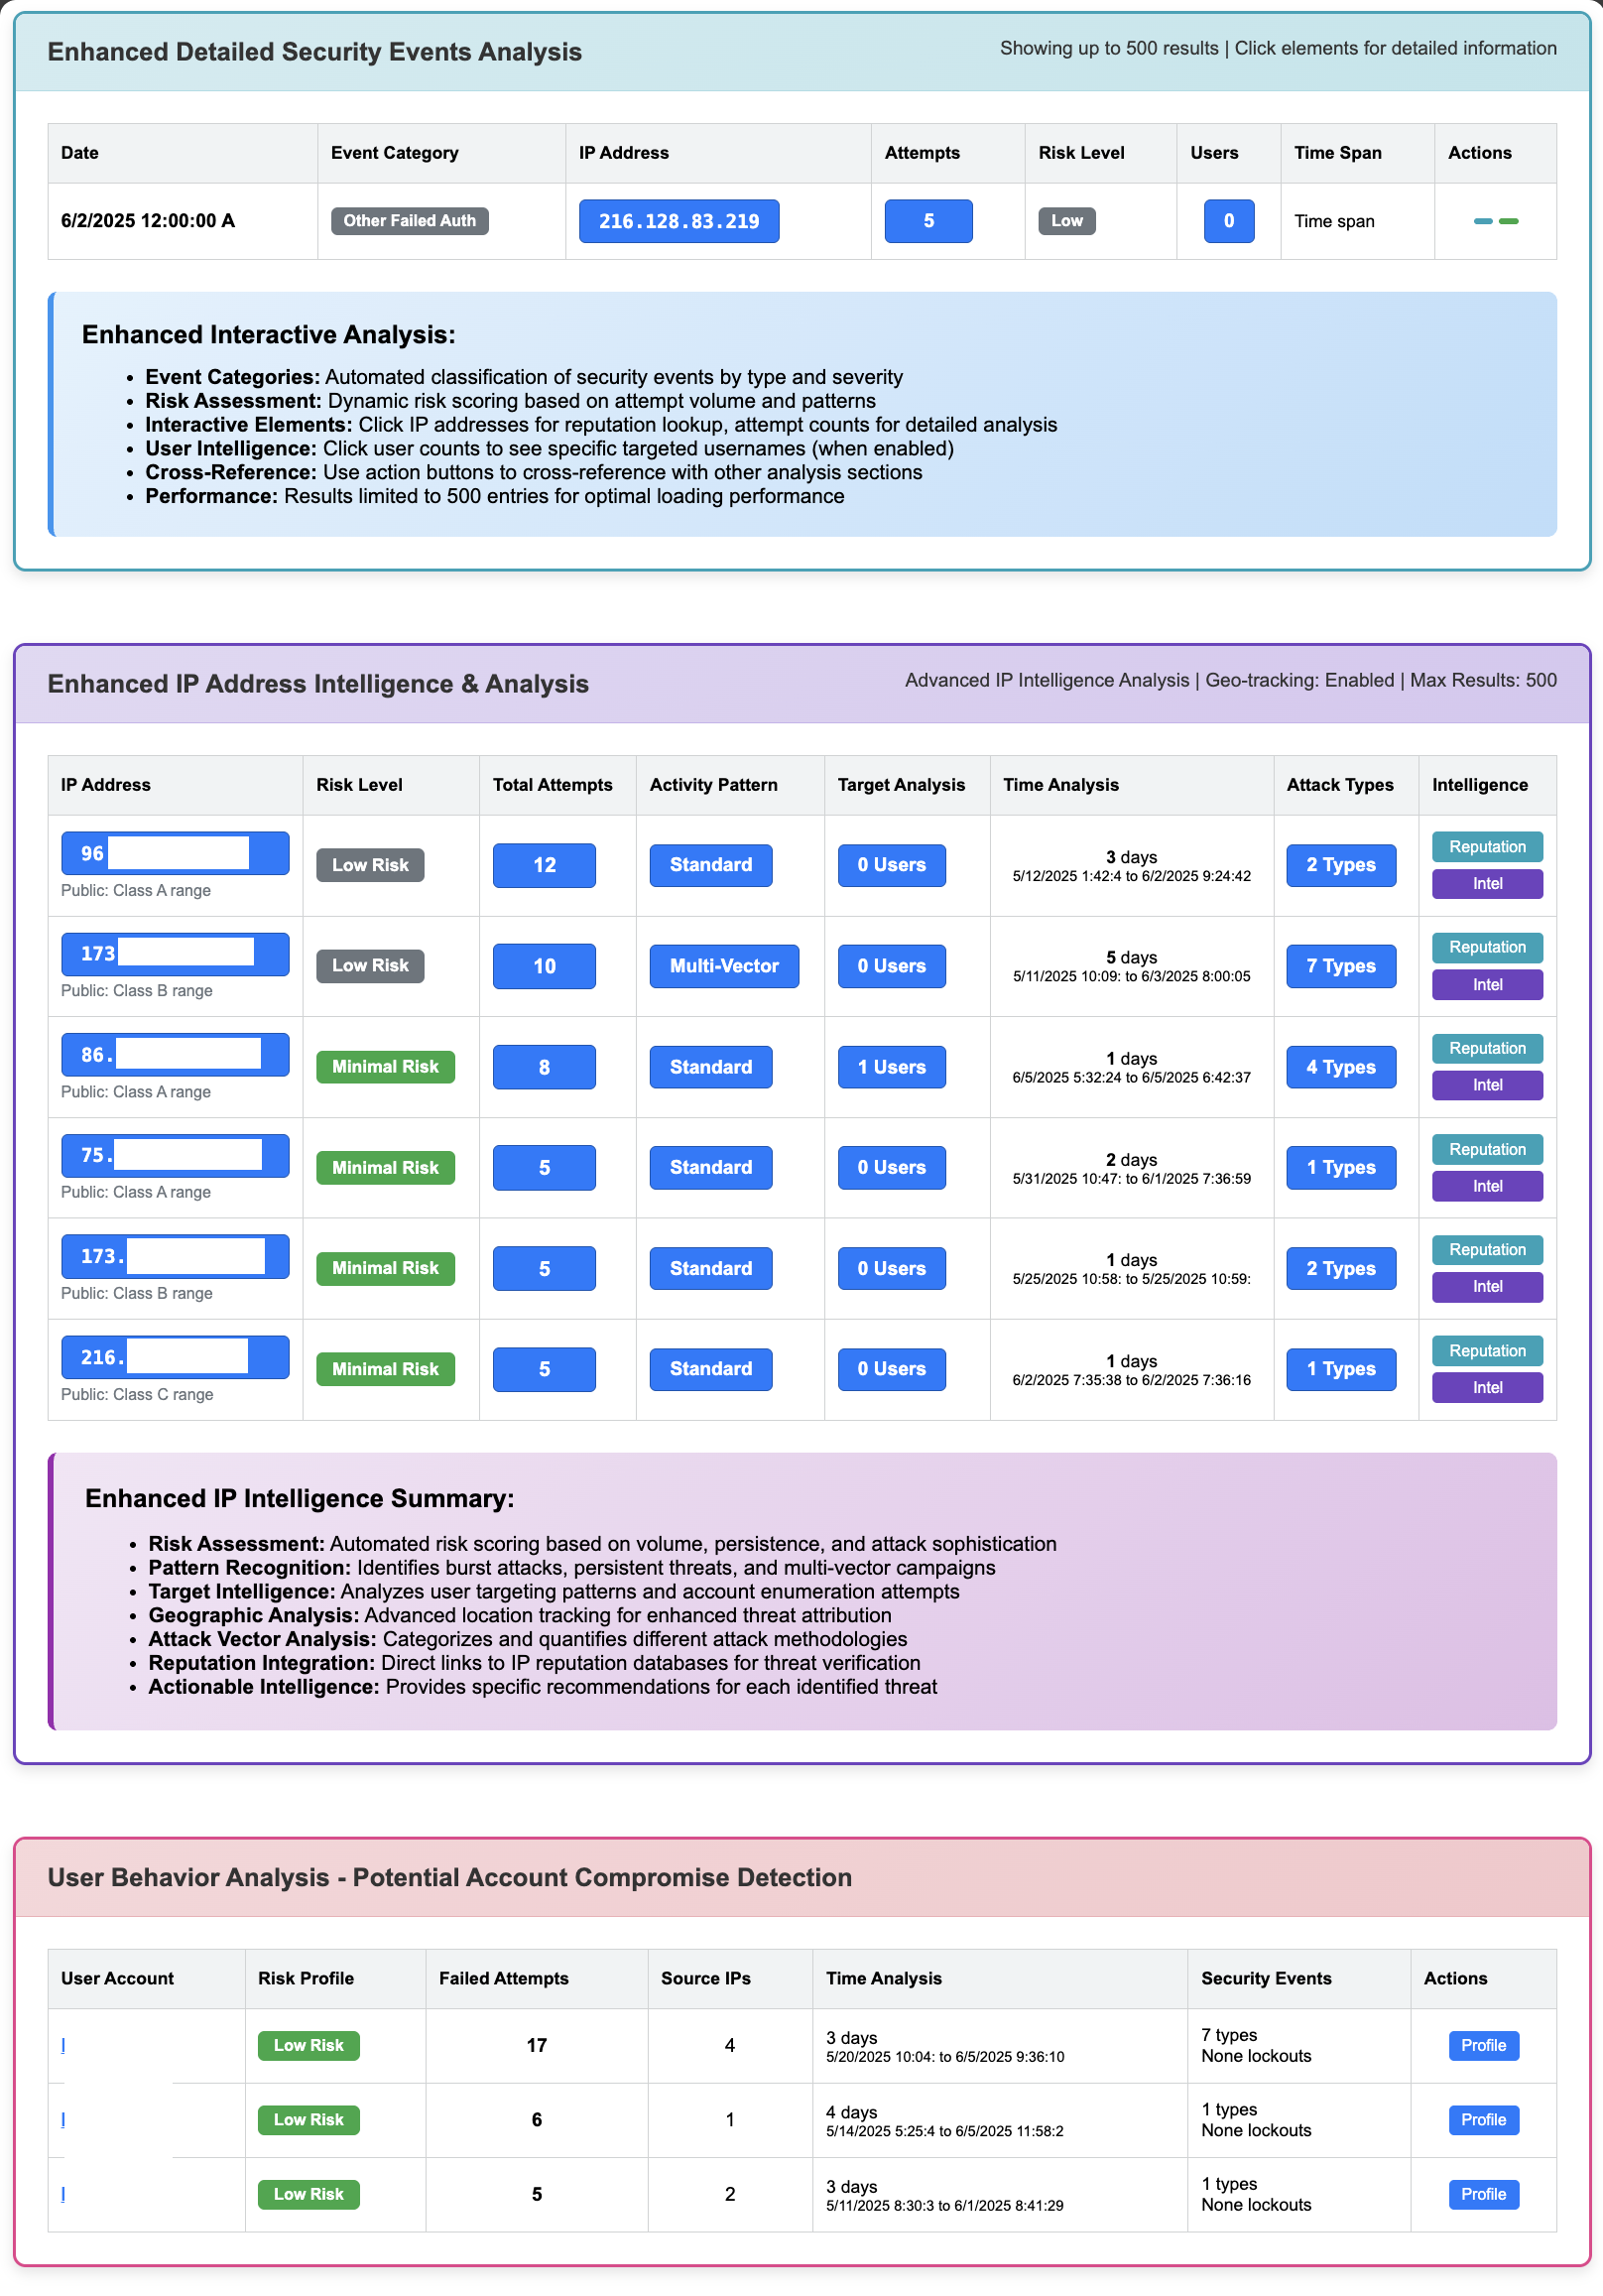 Enhanced Detailed Security Events Analysis
Showing up to 500 results | Click elements for detailed information
Date Event Category IP Address Attempts Risk Level Users Time Span Actions
6/2/2025 12:00:00 A Other Failed Auth 216.128.83.219 5 Low 0 Time span
Enhanced Interactive Analysis:
• Event Categories: Automated classification of security events by type and severity
• Risk Assessment: Dynamic risk scoring based on attempt volume and patterns
• Interactive Elements: Click IP addresses for reputation lookup, attempt counts for detailed analysis
• User Intelligence: Click user counts to see specific targeted usernames (when enabled)
• Cross-Reference: Use action buttons to cross-reference with other analysis sections
• Performance: Results limited to 500 entries for optimal loading performance
Enhanced IP Address Intelligence & Analysis
Advanced IP Intelligence Analysis | Geo-tracking: Enabled | Max Results: 500
IP Address Risk Level Total Attempts Activity Pattern Target Analysis Time Analysis Attack Types Intelligence
96 Low Risk 12 Standard 0 Users 3 days 2 Types Reputation
Public: Class A range 5/12/2025 1:42:4 to 6/2/2025 9:24:42 Intel
173 Low Risk 10 Multi-Vector 0 Users 5 days 7 Types Reputation
Public: Class B range 5/11/2025 10:09: to 6/3/2025 8:00:05 Intel
86. Minimal Risk 8 Standard 1 Users 1 days 4 Types Reputation
Public: Class A range 6/5/2025 5:32:24 to 6/5/2025 6:42:37 Intel
75. Minimal Risk 5 Standard 0 Users 2 days 1 Types Reputation
Public: Class A range 5/31/2025 10:47: to 6/1/2025 7:36:59 Intel
173. Minimal Risk 5 Standard 0 Users 1 days 2 Types Reputation
Public: Class B range 5/25/2025 10:58: to 5/25/2025 10:59: Intel
216. Minimal Risk 5 Standard 0 Users 1 days 1 Types Reputation
Public: Class C range 6/2/2025 7:35:38 to 6/2/2025 7:36:16 Intel
Enhanced IP Intelligence Summary:
• Risk Assessment: Automated risk scoring based on volume, persistence, and attack sophistication
• Pattern Recognition: Identifies burst attacks, persistent threats, and multi-vector campaigns
• Target Intelligence: Analyzes user targeting patterns and account enumeration attempts
• Geographic Analysis: Advanced location tracking for enhanced threat attribution
• Attack Vector Analysis: Categorizes and quantifies different attack methodologies
• Reputation Integration: Direct links to IP reputation databases for threat verification
• Actionable Intelligence: Provides specific recommendations for each identified threat
User Behavior Analysis - Potential Account Compromise Detection
User Account Risk Profile Failed Attempts Source IPs Time Analysis Security Events Actions
Low Risk 17 4 3 days 7 types Profile
5/20/2025 10:04: to 6/5/2025 9:36:10 None lockouts
Low Risk 6 1 4 days 1 types Profile
5/14/2025 5:25:4 to 6/5/2025 11:58:2 None lockouts
Low Risk 5 2 3 days 1 types Profile
5/11/2025 8:30:3 to 6/1/2025 8:41:29 None lockouts